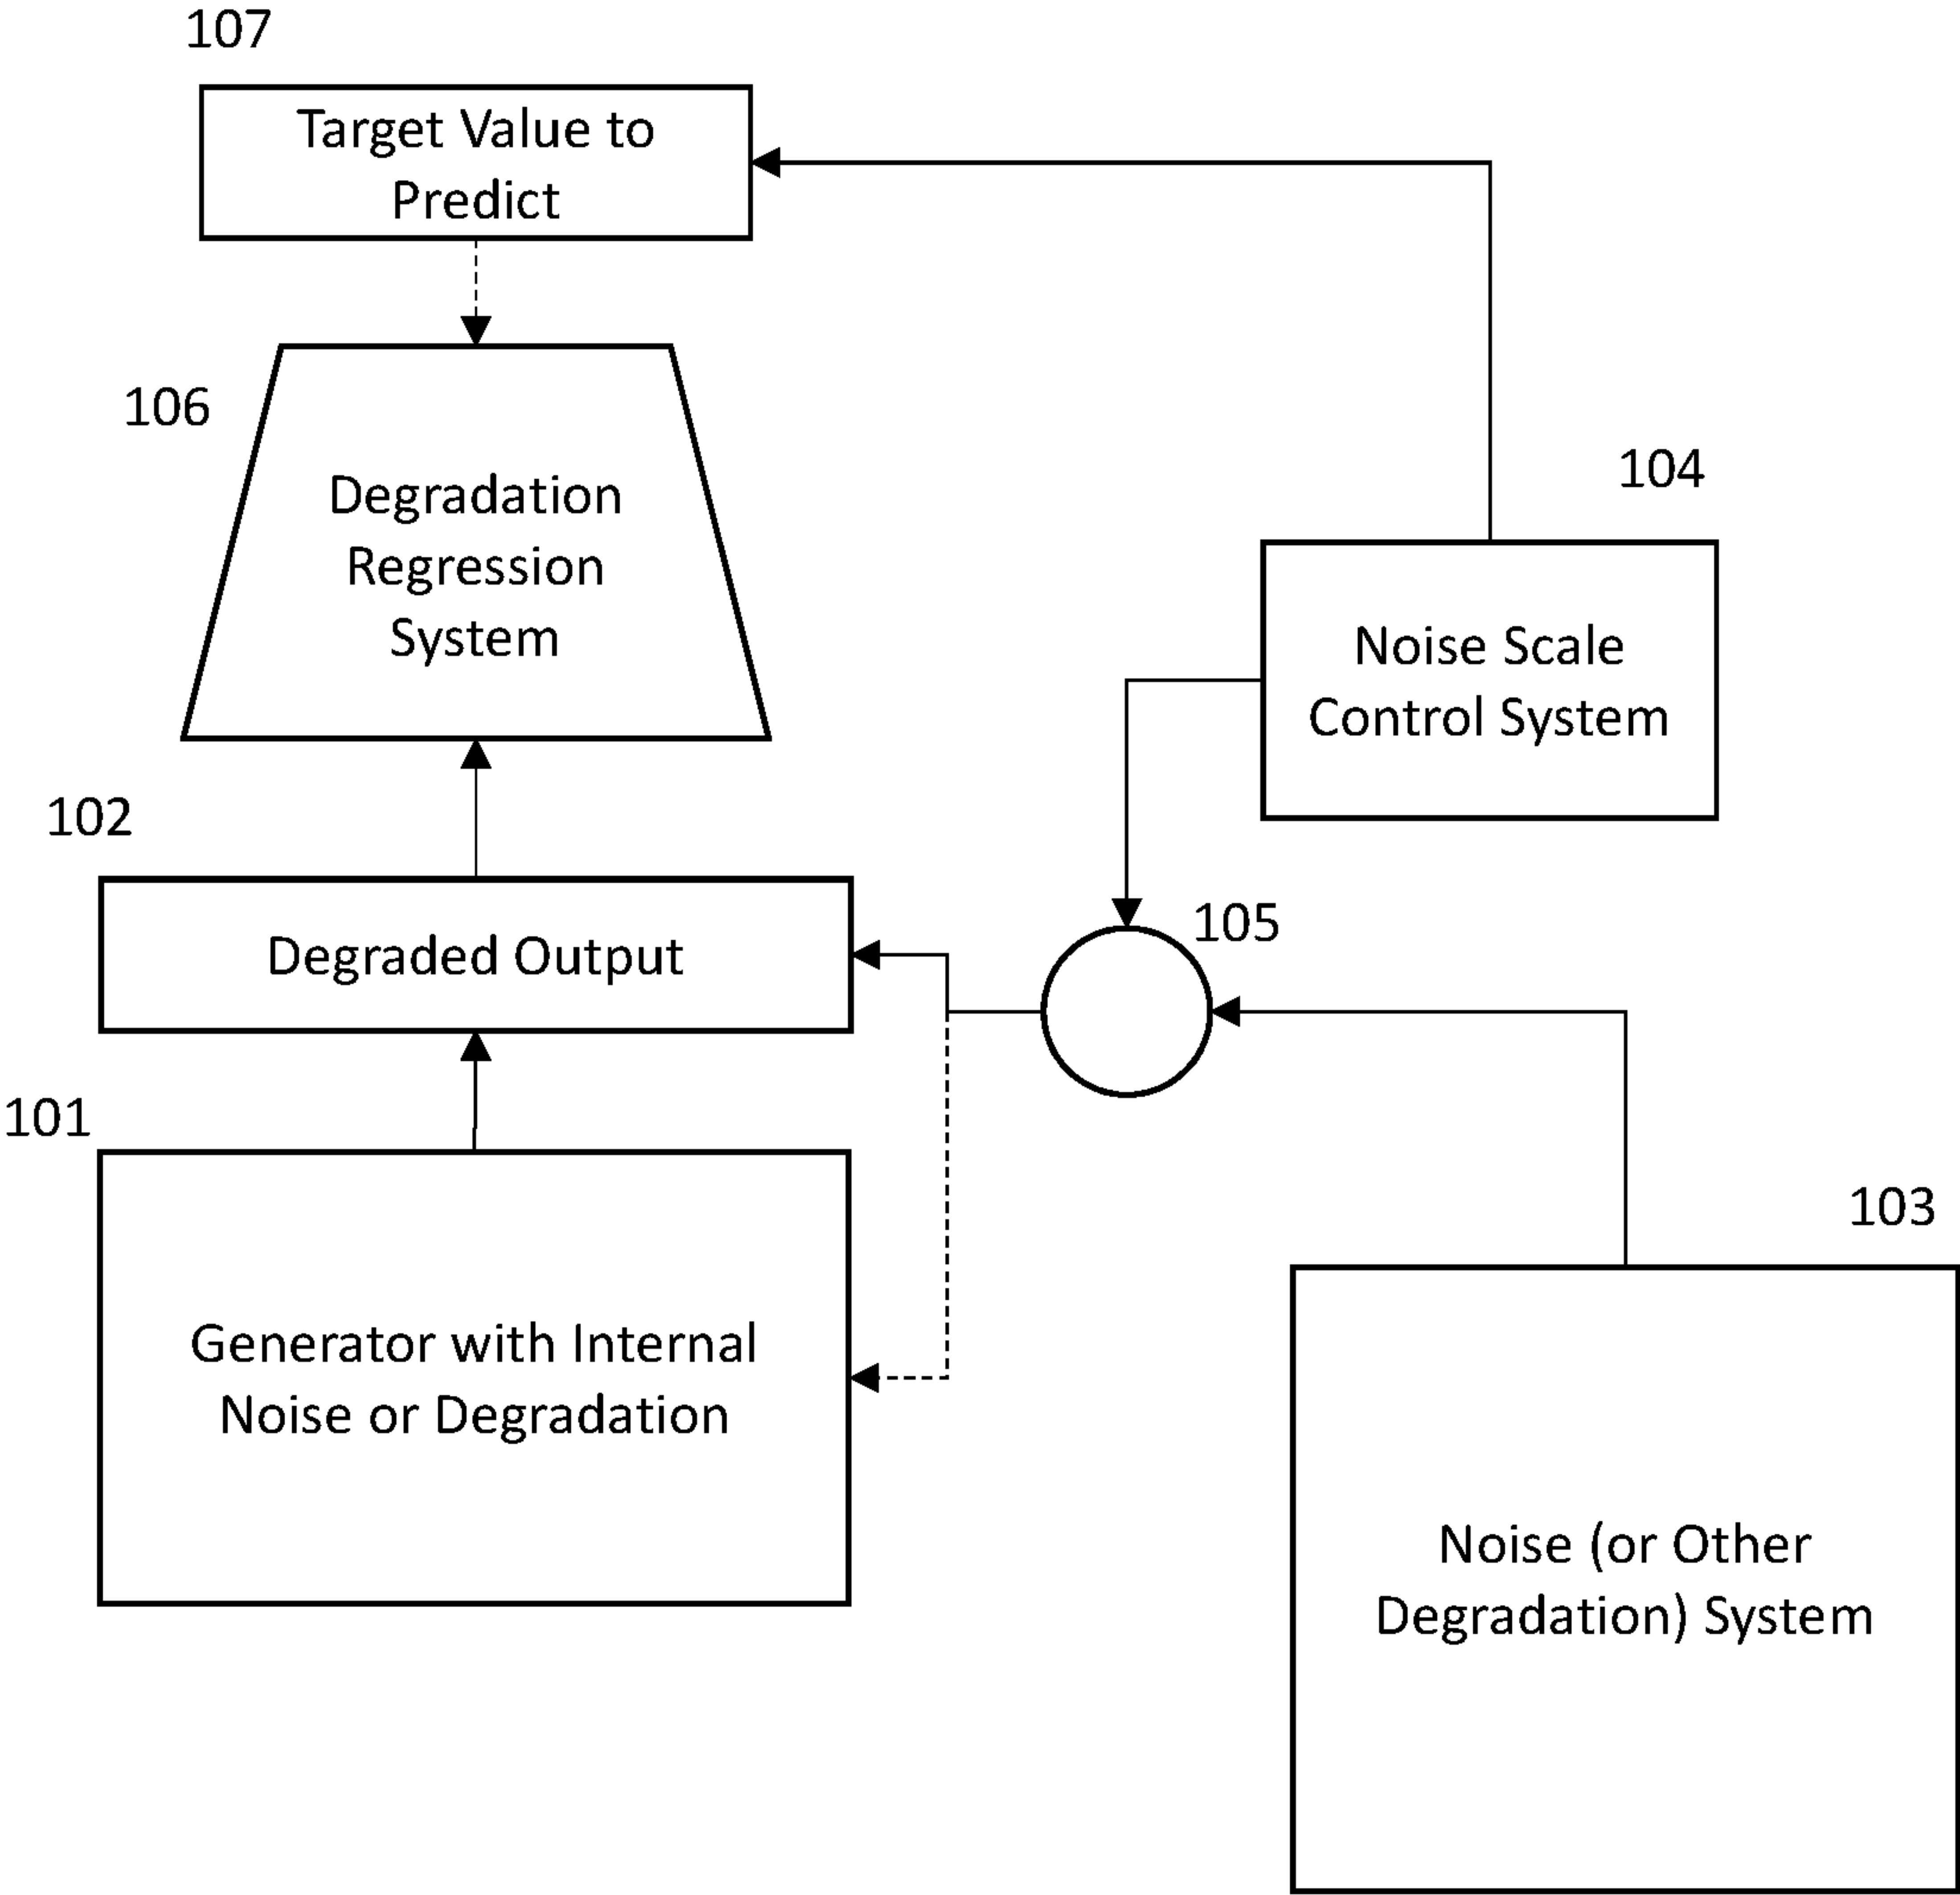 107
Target Value to
Predict
106
Degradation
Regression
System
104
Noise Scale
Control System
102
Degraded Output
105
101
Generator with Internal
Noise or Degradation
103
Noise (or Other
Degradation) System